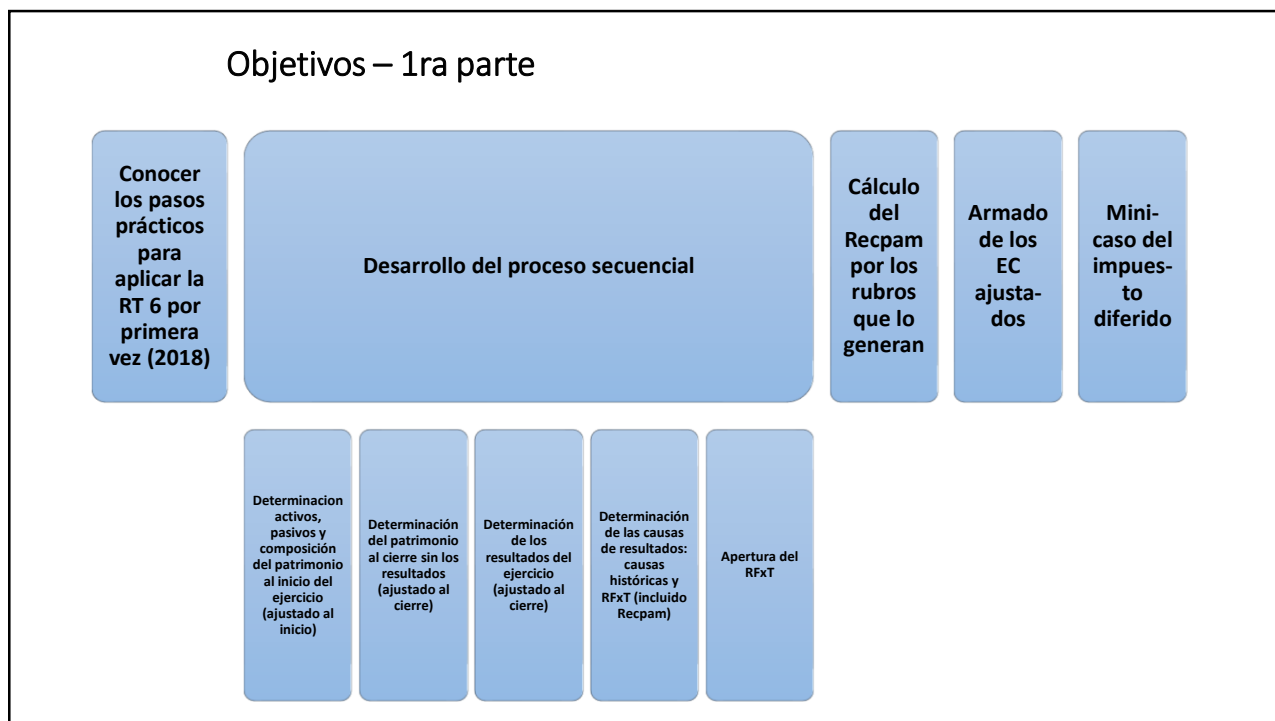 Objetivos – 1ra parte
Conocer
los pasos
prácticos
para
aplicar la
RT 6 por
primera
vez (2018)
Desarrollo del proceso secuencial
Cálculo
del
Recpam
por los
rubros
que lo
generan
Armado
de los
EC
ajusta-
dos
Mini-
caso del
impues-
to
diferido
Determinacion
activos,
pasivos y
composición
del patrimonio
al inicio del
ejercicio
(ajustado al
inicio)
Determinación
del patrimonio
al cierre sin los
resultados
(ajustado al
cierre)
Determinación
de los
resultados del
ejercicio
(ajustado al
cierre)
Determinación
de las causas
de resultados:
causas
históricas y
RFxT (incluido
Recpam)
Apertura del
RFxT